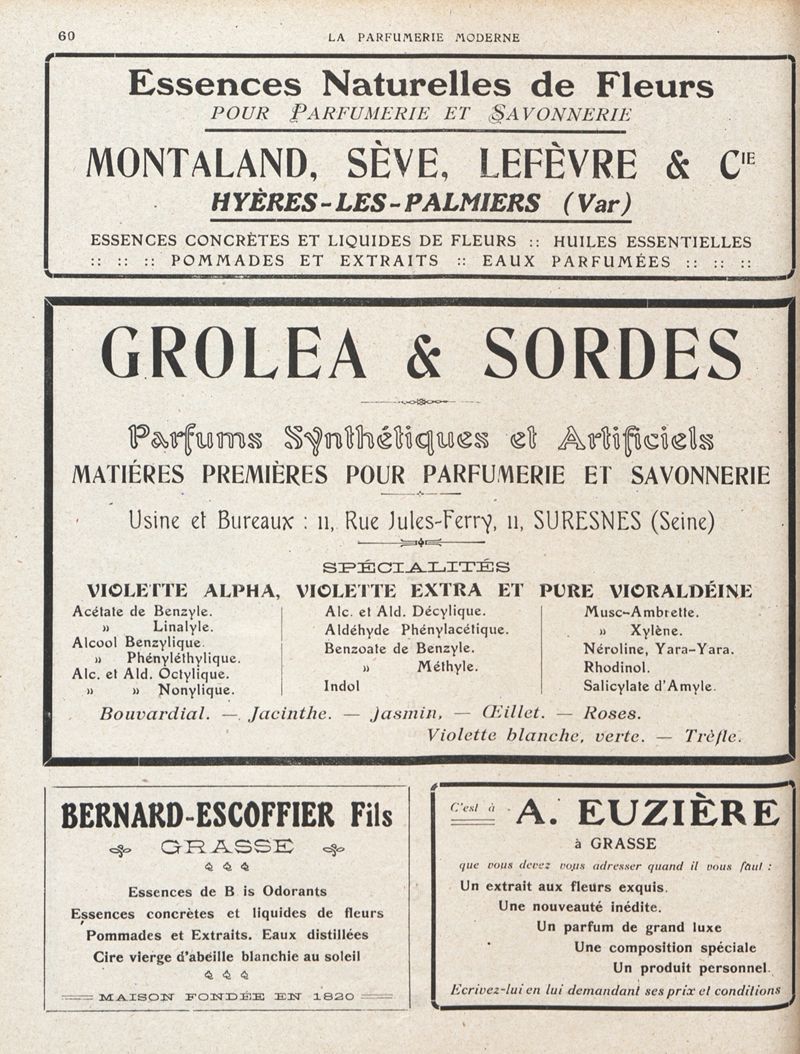 60
LA PARFUMERIE MODERNE
Essences Naturelles de Fleurs
POUR PARFUMERIE ET SAVONNERIE
MONTALAND, SÈVE, LEFÈVRE & CIE
HYÈRES-LES-PALMIERS (Var)
ESSENCES CONCRÈTES ET LIQUIDES DE FLEURS :: HUILES ESSENTIELLES
:: :: :: POMMADES ET EXTRAITS :: EAUX PARFUMÉES :: :: ::
GROLEA & SORDES
Parfums Synthétiques et Artificiels
MATIÉRES PREMIÈRES POUR PARFUMERIE ET SAVONNERIE
Usine et Bureaux : 11, Rue Jules-Ferry, 11, SURESNES (Seine)
SPÉCIALITÉS
VIOLETTE ALPHA, VIOLETTE EXTRA ET PURE VIORALDÉINE
Acétate de Benzyle.
» Linalyle.
Alcool Benzylique.
» Phényléthylique.
Alc. et Ald. Octylique.
» » Nonylique.
Alc. et Ald. Décylique.
Aldéhyde Phénylacétique.
Benzoate de Benzyle.
» Méthyle.
Indol
Musc-Ambrette.
» Xylène.
Néroline, Yara-Yara.
Rhodinol.
Salicylate d'Amyle.
Bouvardial. — Jacinthe. — Jasmin, — Œillet. — Roses.
Violette blanche, verte. — Trèfle.
BERNARD-ESCOFFIER Fils
GRASSE
Essences de B is Odorants
Essences concrètes et liquides de fleurs
Pommades et Extraits. Eaux distillées
Cire vierge d'abéille blanchie au soleil
MAISON FONDÉE EN 1820
C'est à A. EUZIÈRE
à GRASSE
que vous devez vous adresser quand il vous faut :
Un extrait aux fleurs exquis.
Une nouveauté inédite.
Un parfum de grand luxe
Une composition spéciale
Un produit personnel.
Ecrivez-lui en lui demandant ses prix et conditions